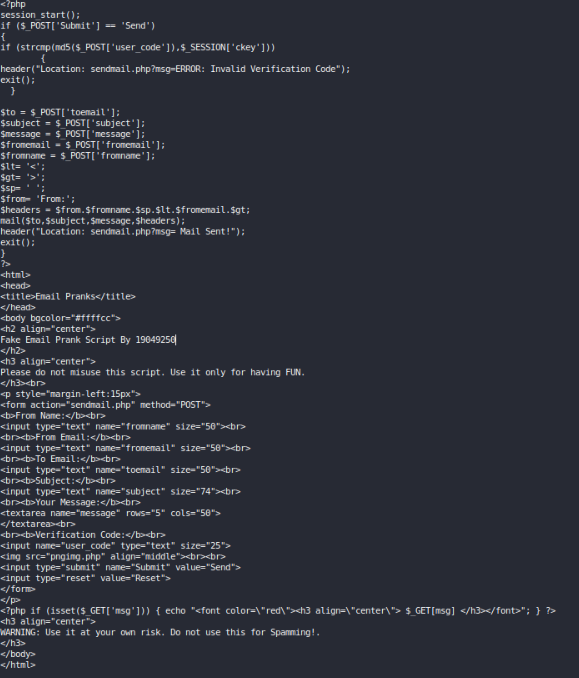 <?php
session_start();
if ($_POST['Submit'] == 'Send')
{
if (strcmp(md5($_POST['user_code']),$_SESSION['ckey']))
{
header("Location: sendmail.php?msg=ERROR: Invalid Verification Code");
exit();
}
$to = $_POST['toemail'];
$subject = $_POST['subject'];
$message = $_POST['message'];
$fromemail = $_POST['fromemail'];
$fromname = $_POST['fromname'];
$lt= '<';
$gt= '>';
$sp= ' ';
$from= 'From:';
$headers = $from.$fromname.$sp.$lt.$fromemail.$gt;
mail($to,$subject,$message,$headers);
header("Location: sendmail.php?msg= Mail Sent!");
exit();
}
?>
<html>
<head>
<title>Email Pranks</title>
</head>
<body bgcolor="#ffffcc">
<h2 align="center">
Fake Email Prank Script By 19049250
</h2>
<h3 align="center">
Please do not misuse this script. Use it only for having FUN.
</h3><br>
<p style="margin-left:15px">
<form action="sendmail.php" method="POST">
<b>From Name:</b><br>
<input type="text" name="fromname" size="50"><br>
<br><b>From Email:</b><br>
<input type="text" name="fromemail" size="50"><br>
<br><b>To Email:</b><br>
<input type="text" name="toemail" size="50"><br>
<br><b>Subject:</b><br>
<input type="text" name="subject" size="74"><br>
<br><b>Your Message:</b><br>
<textarea name="message" rows="5" cols="50">
</textarea><br>
<br><b>Verification Code:</b><br>
<input name="user_code" type="text" size="25">
<img src="pngimg.php" align="middle"><br><br>
<input type="submit" name="Submit" value="Send">
<input type="reset" value="Reset">
</form>
</p>
<?php if (isset($_GET['msg'])) { echo "<font color=\"red\"><h3 align=\"center\"> $_GET[msg] </h3></font>"; } ?>
<h3 align="center">
WARNING: Use it at your own risk. Do not use this for Spamming!.
</h3>
</body>
</html>